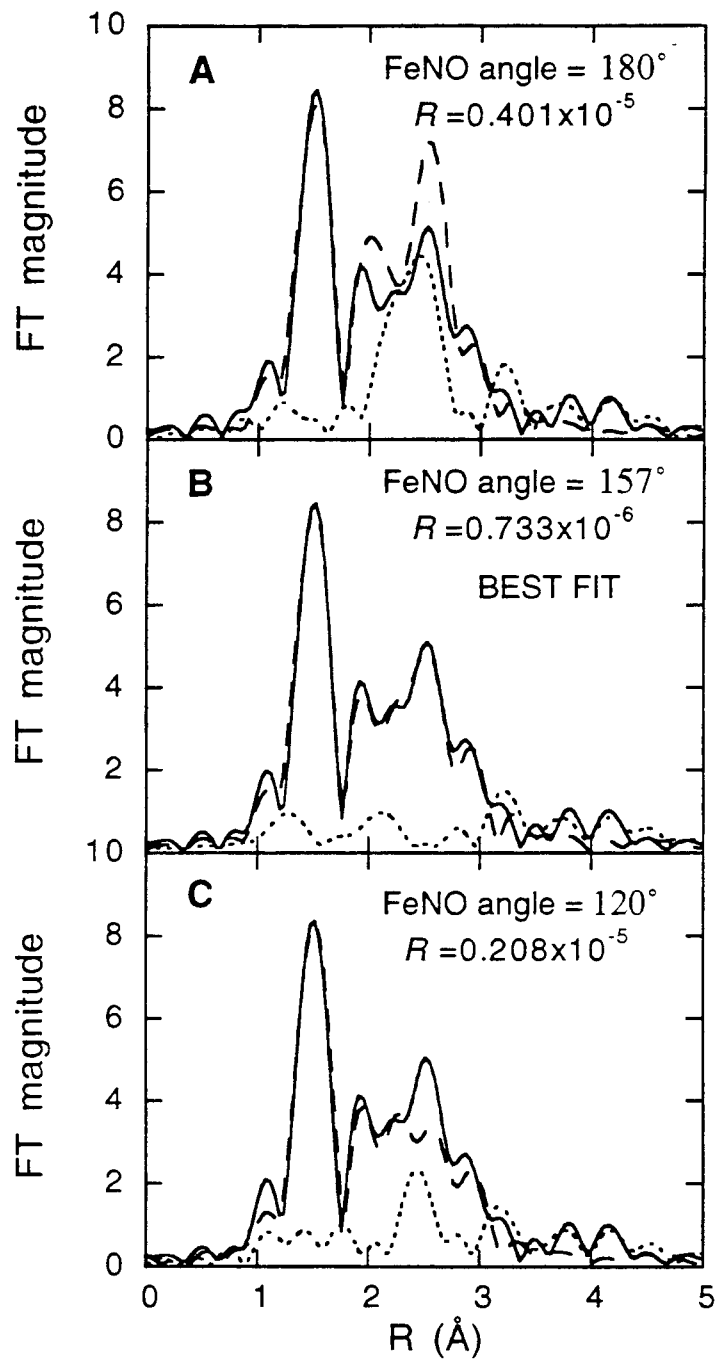 10
A
FeNO angle = 180°
R =0.401x10⁻⁵
8
6
4
2
0
FT magnitude
B
FeNO angle = 157°
R =0.733x10⁻⁶
BEST FIT
8
6
4
2
FT magnitude
10
C
FeNO angle = 120°
R =0.208x10⁻⁵
8
6
4
2
0
FT magnitude
0 1 2 3 4 5
R (Å)